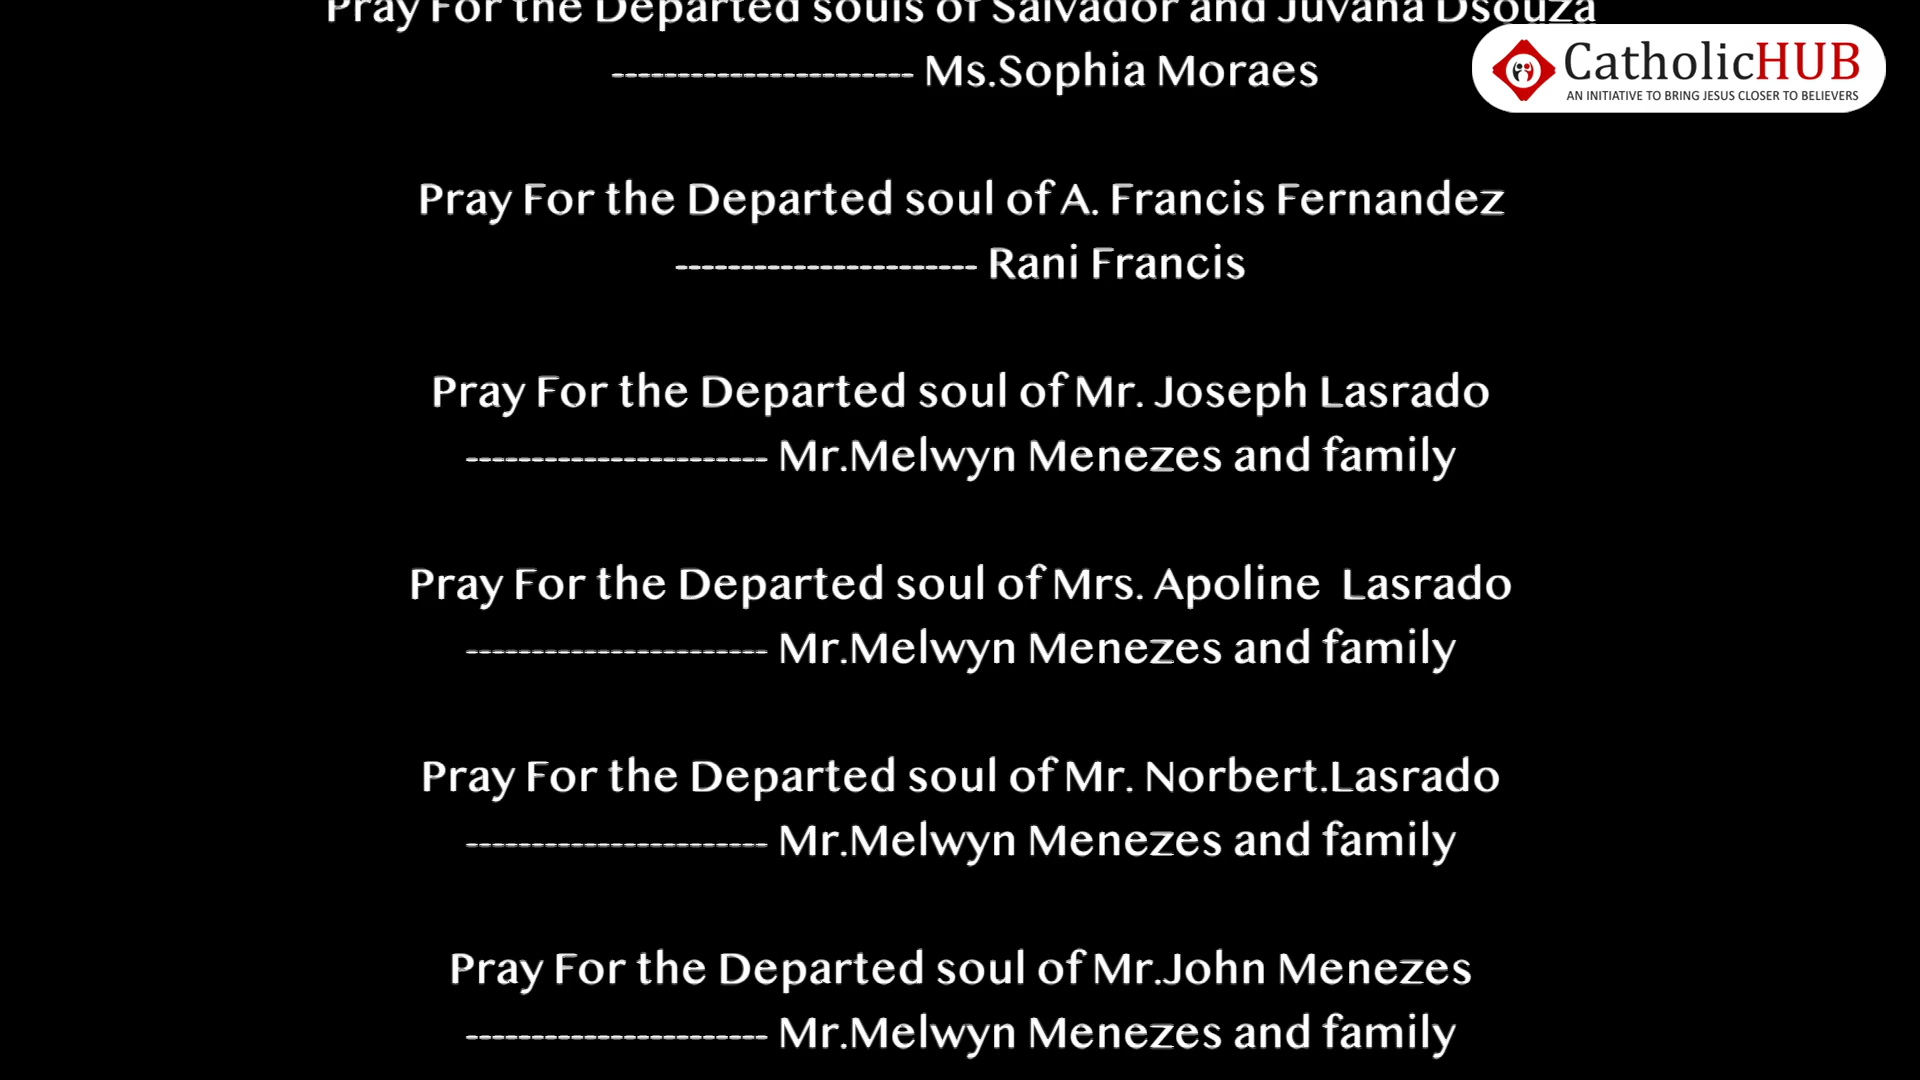 Pray For the Departed souls of Salvador and Juvana Dsouza
----------------------- Ms.Sophia Moraes
CatholicHUB
AN INITIATIVE TO BRING JESUS CLOSER TO BELIEVERS
Pray For the Departed soul of A. Francis Fernandez
----------------------- Rani Francis
Pray For the Departed soul of Mr. Joseph Lasrado
----------------------- Mr.Melwyn Menezes and family
Pray For the Departed soul of Mrs. Apoline  Lasrado
----------------------- Mr.Melwyn Menezes and family
Pray For the Departed soul of Mr. Norbert.Lasrado
----------------------- Mr.Melwyn Menezes and family
Pray For the Departed soul of Mr.John Menezes
----------------------- Mr.Melwyn Menezes and family